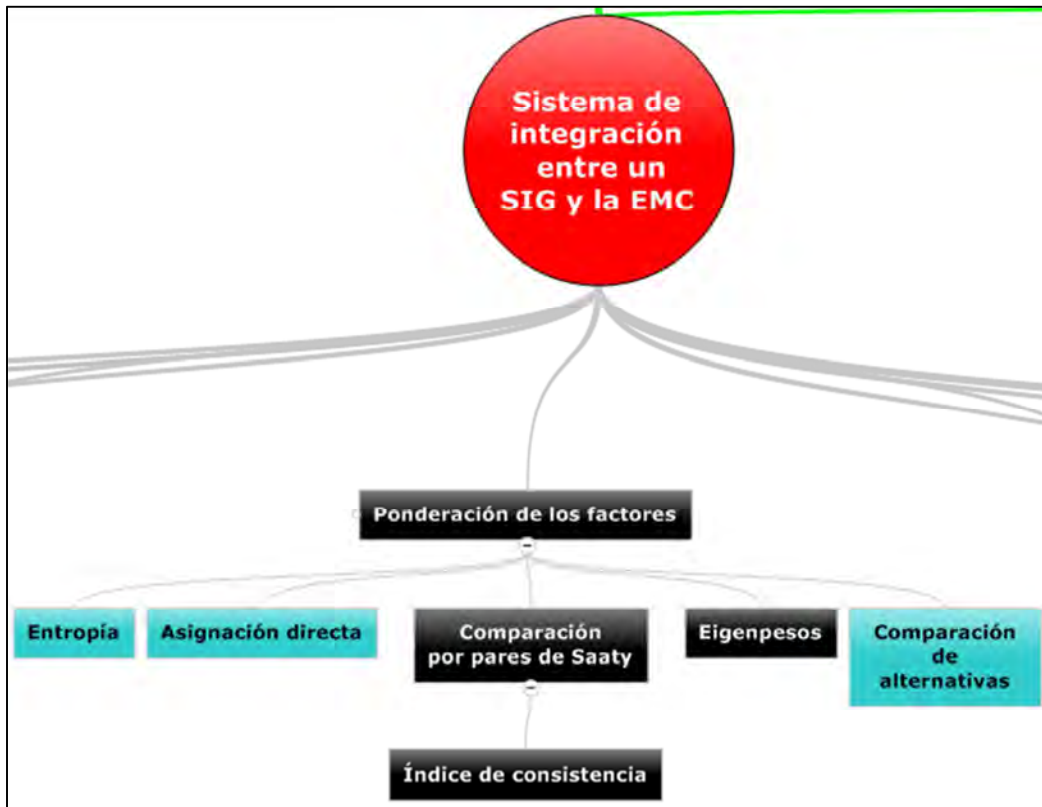 Sistema de
integración
entre un
SIG y la EMC
Ponderación de los factores
Entropía
Asignación directa
Comparación
por pares de Saaty
Eigenpesos
Comparación
de
alternativas
Índice de consistencia